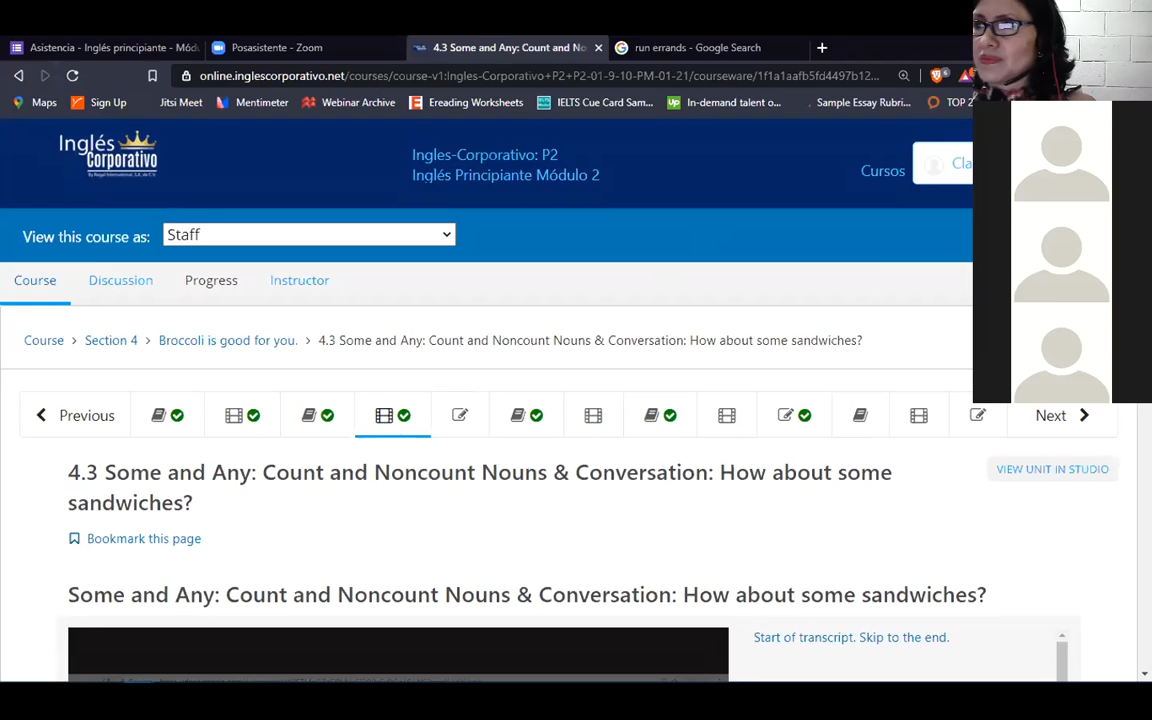 Asistencia - Inglés principiante - Mód
Posasistente - Zoom
4.3 Some and Any: Count and No
run errands - Google Search
online.inglescorporativo.net/courses/course-v1:Ingles-Corporativo+P2+P2-01-9-10-PM-01-21/courseware/1f1a1aafb5fd4497b12...
6
Maps
Sign Up
Jitsi Meet
Mentimeter
Webinar Archive
Ereading Worksheets
IELTS Cue Card Sam...
In-demand talent o...
Sample Essay Rubri...
TOP 2
Inglés
Corporativo
Ingles-Corporativo: P2
Inglés Principiante Módulo 2
Cursos
Cla
View this course as:
Staff
Course
Discussion
Progress
Instructor
Course > Section 4 > Broccoli is good for you. > 4.3 Some and Any: Count and Noncount Nouns & Conversation: How about some sandwiches?
Previous
Next
4.3 Some and Any: Count and Noncount Nouns & Conversation: How about some
sandwiches?
VIEW UNIT IN STUDIO
Bookmark this page
Some and Any: Count and Noncount Nouns & Conversation: How about some sandwiches?
Start of transcript. Skip to the end.